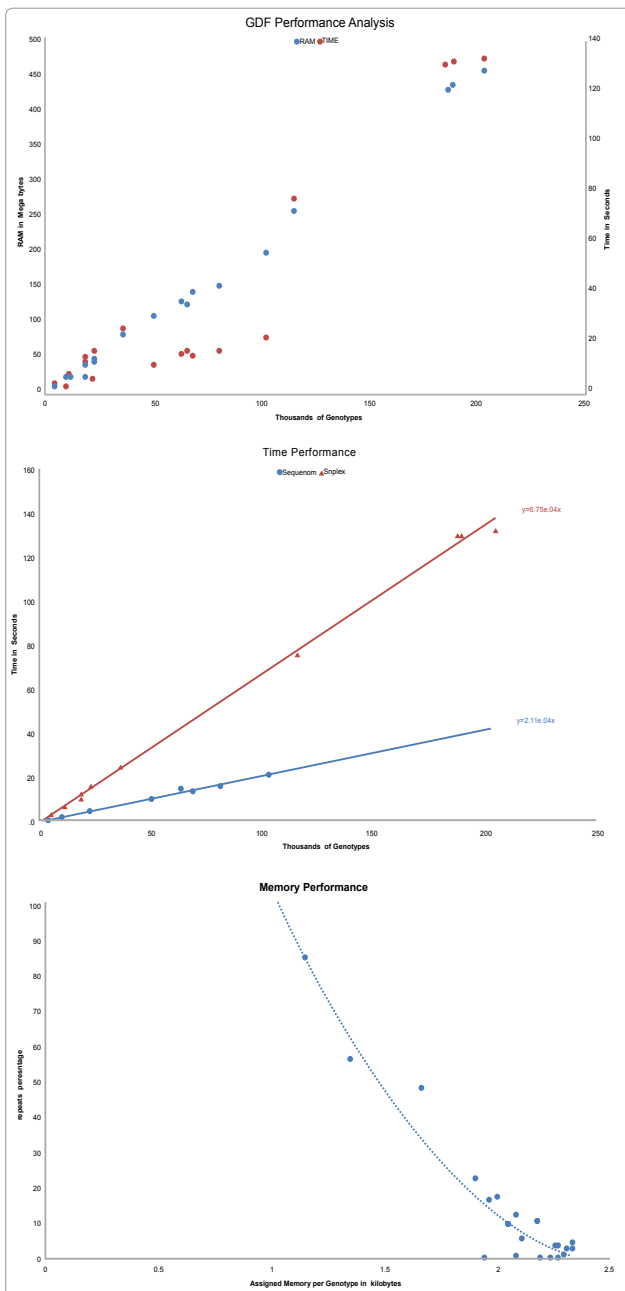 GDF Performance Analysis
RAM TIME
500
450
400
350
300
250
200
150
100
50
0
RAM in Mega bytes
140
120
100
80
60
40
20
0
Time in Seconds
0 50 100 150 200 250
Thousands of Genotypes
Time Performance
Sequenom Snplex
160
140
120
100
80
60
40
20
.0
Time in Seconds
y=6.75e.04x
y=2.11e.04x
0 50 100 150 200 250
Thousands of Genotypes
Memory Performance
100
90
80
70
60
50
40
30
20
10
0
repeats peresntage
0 0.5 1 1.5 2 2.5
Assigned Memory per Genotype in kilobytes